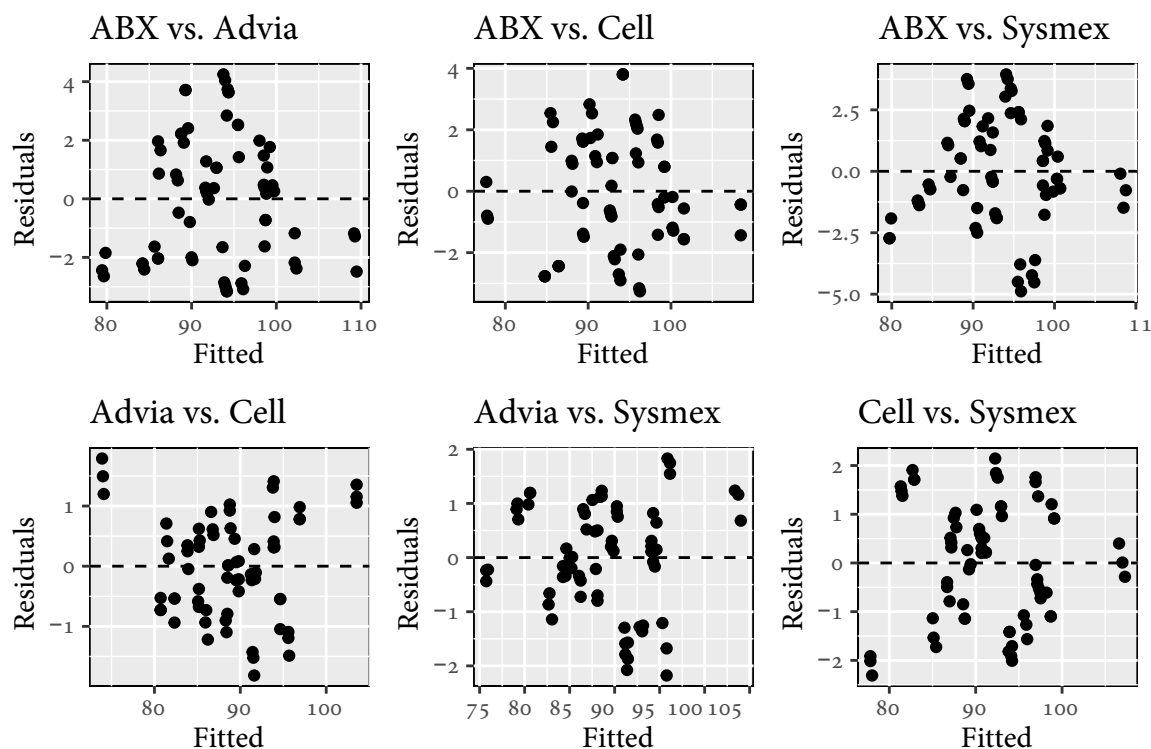 ABX vs. Advia
Residuals
4
2
0
−2
80 90 100 110
Fitted
ABX vs. Cell
Residuals
4
2
0
−2
80 90 100
Fitted
ABX vs. Sysmex
Residuals
2.5
0.0
−2.5
−5.0
80 90 100 11
Fitted
Advia vs. Cell
Residuals
1
0
−1
80 90 100
Fitted
Advia vs. Sysmex
Residuals
2
1
0
−1
−2
75 80 85 90 95 100 105
Fitted
Cell vs. Sysmex
Residuals
2
1
0
−1
−2
80 90 100
Fitted